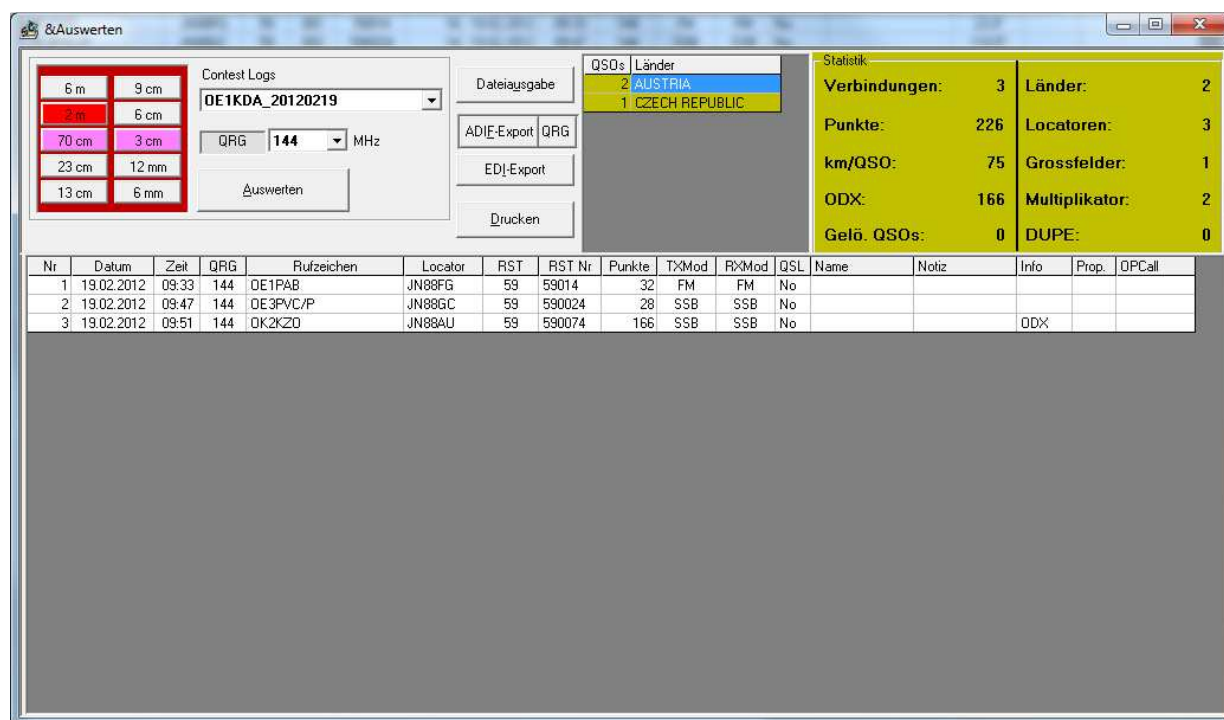 &Auswerten
6 m 9 cm
2 m 6 cm
70 cm 3 cm
23 cm 12 mm
13 cm 6 mm
Contest Logs
OE1KDA_20120219
QRG 144 MHz
Auswerten
Dateiausgabe
ADIF-Export QRG
EDI-Export
Drucken
QSOs Länder
2 AUSTRIA
1 CZECH REPUBLIC
Statistik
Verbindungen: 3 Länder: 2
Punkte: 226 Locatoren: 3
km/QSO: 75 Grossfelder: 1
ODX: 166 Multiplikator: 2
Gelö. QSOs: 0 DUPE: 0
Nr Datum Zeit QRG Rufzeichen Locator RST RST Nr Punkte TXMod RXMod QSL Name Notiz Info Prop. OPCall
1 19.02.2012 09:33 144 OE1PAB JN88FG 59 59014 32 FM FM No
2 19.02.2012 09:47 144 OE3PVC/P JN88GC 59 590024 28 SSB SSB No
3 19.02.2012 09:51 144 OK2KZO JN88AU 59 590074 166 SSB SSB No ODX